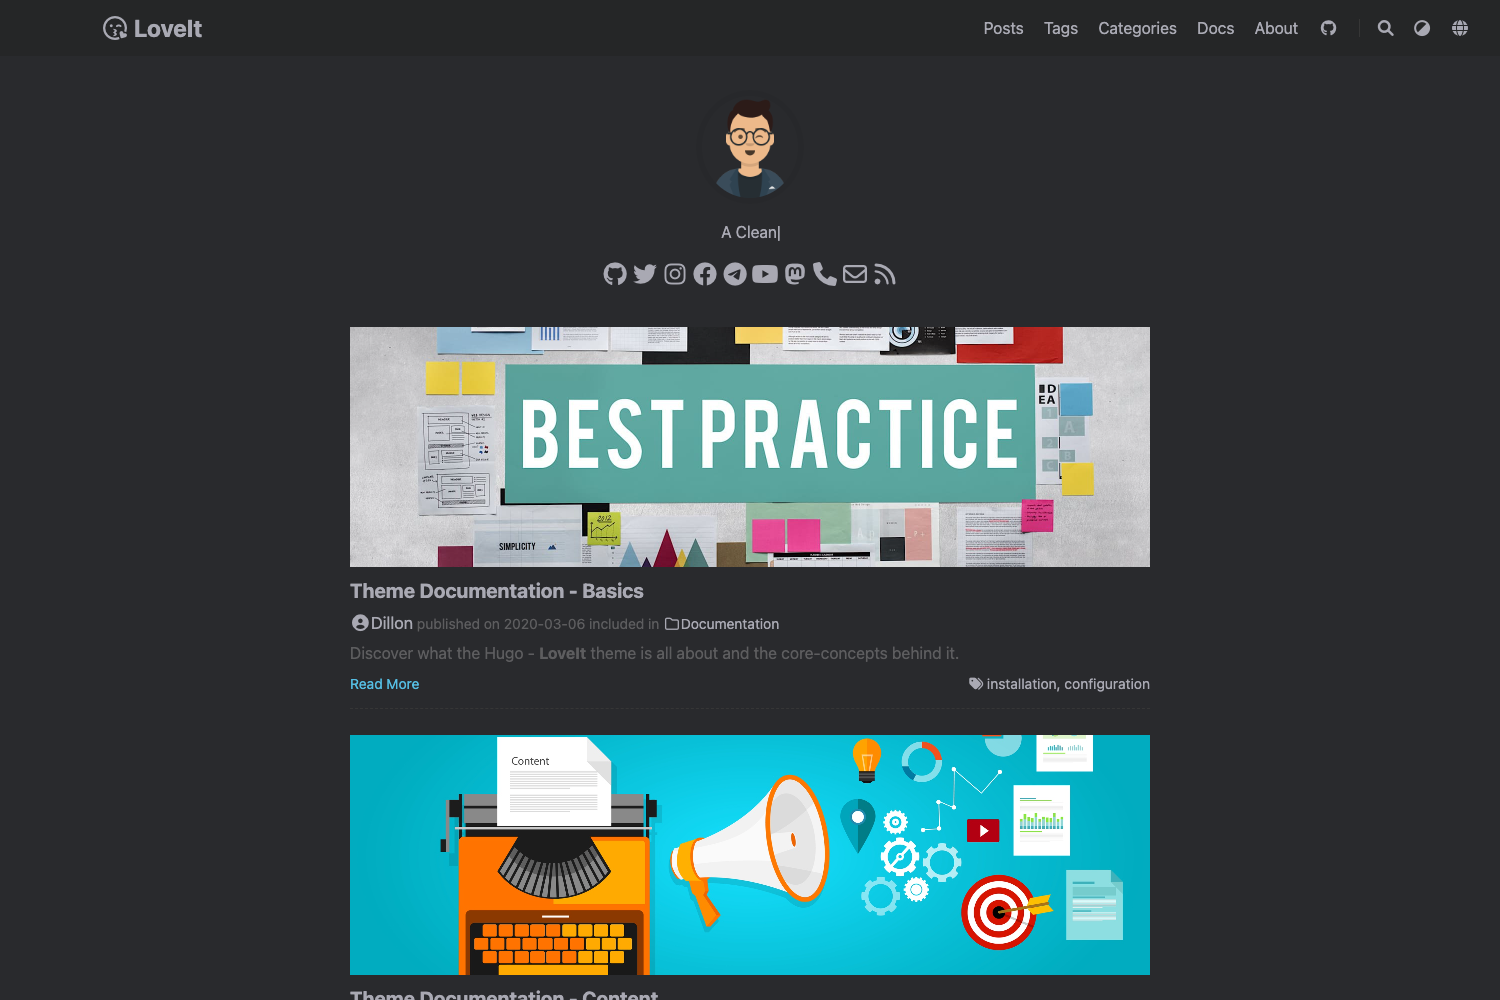 LoveIt
Posts Tags Categories Docs About
A Clean|
IDEA
BEST PRACTICE
2012
SIMPLICITY
Theme Documentation - Basics
Dillon published on 2020-03-06 included in Documentation
Discover what the Hugo - LoveIt theme is all about and the core-concepts behind it.
Read More
installation, configuration
Content
Theme Documentation - Content